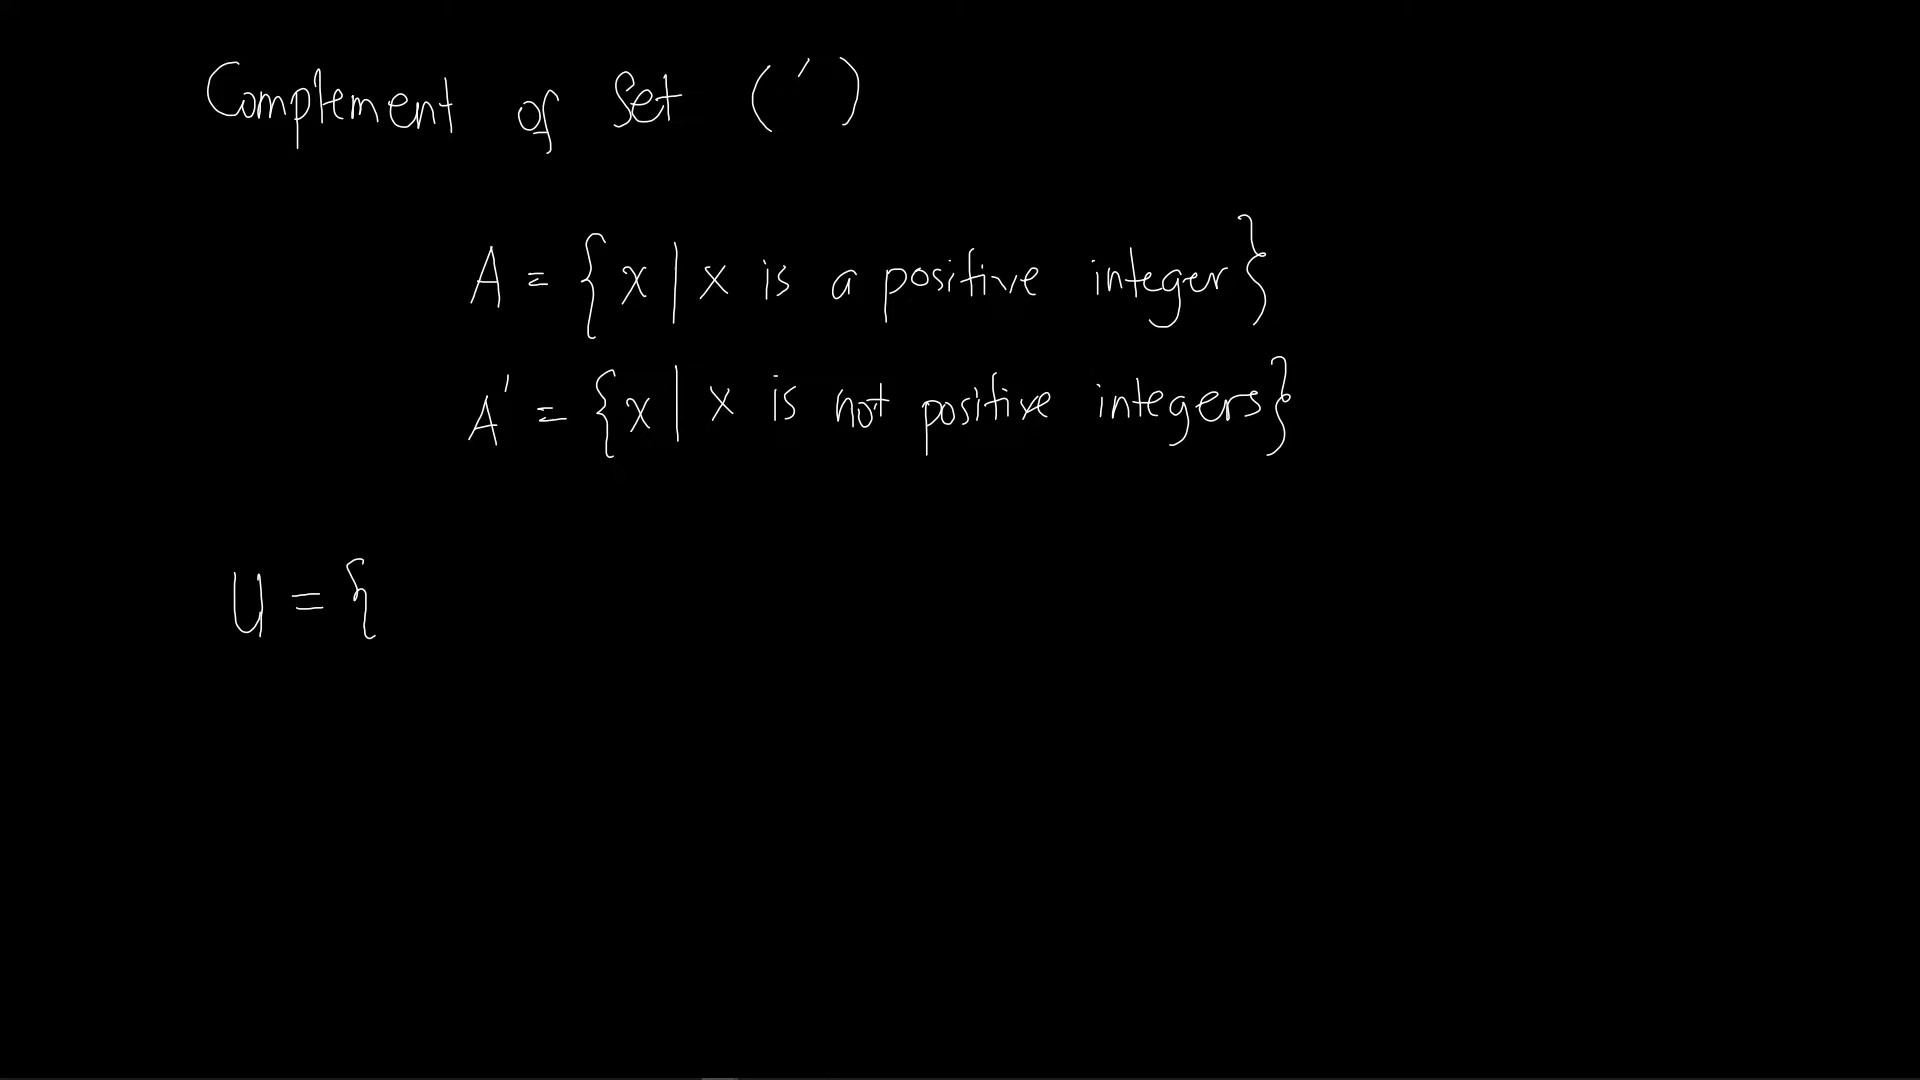 Complement of Set (')
A = {x | x is a positive integer}
A' = {x | x is not positive integers}
U = {